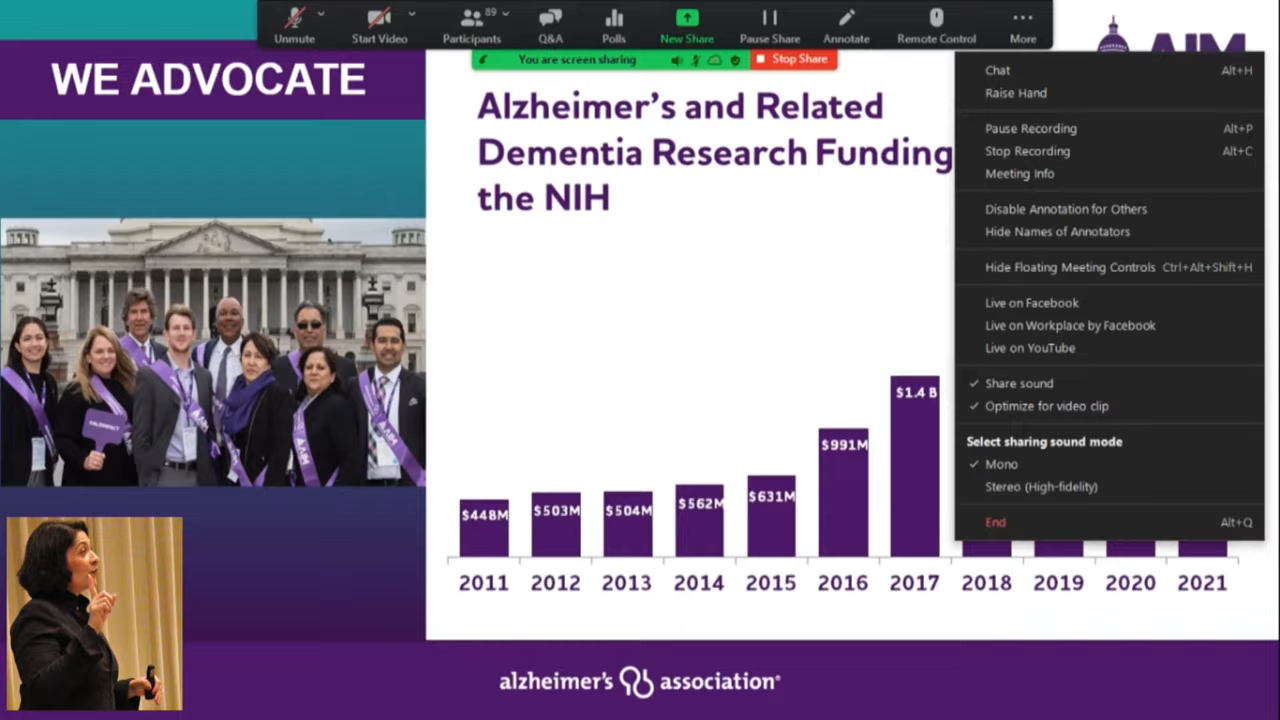 Unmute
Start Video
Participants
89
Q&A
Polls
New Share
Pause Share
Annotate
Remote Control
More
You are screen sharing
Stop Share
WE ADVOCATE
AIM
Alzheimer's and Related
Dementia Research Funding
the NIH
Chat Alt+H
Raise Hand
Pause Recording Alt+P
Stop Recording Alt+C
Meeting Info
Disable Annotation for Others
Hide Names of Annotators
Hide Floating Meeting Controls Ctrl+Alt+Shift+H
Live on Facebook
Live on Workplace by Facebook
Live on YouTube
Share sound
Optimize for video clip
Select sharing sound mode
Mono
Stereo (High-fidelity)
End Alt+Q
$448M
$503M
$504M
$562M
$631M
$991M
$1.4 B
2011 2012 2013 2014 2015 2016 2017 2018 2019 2020 2021
alzheimer's association®